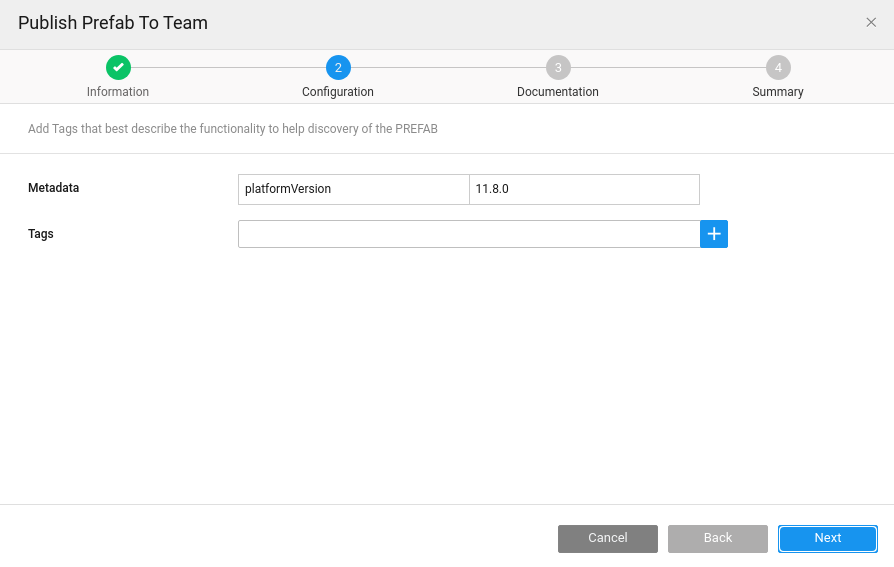 Publish Prefab To Team
2 3 4
Information Configuration Documentation Summary
Add Tags that best describe the functionality to help discovery of the PREFAB
Metadata platformVersion 11.8.0
Tags
Cancel Back Next